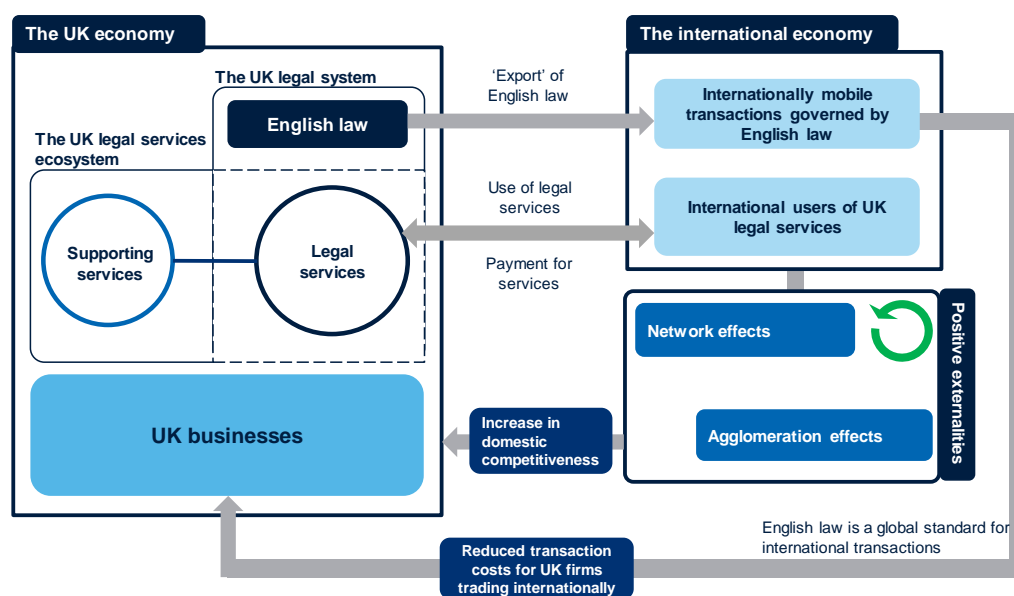 The UK economy
The UK legal system
English law
The UK legal services
ecosystem
Supporting
services
Legal
services
UK businesses
‘Export’ of
English law
Use of legal
services
Payment for
services
The international economy
Internationally mobile
transactions governed by
English law
International users of UK
legal services
Network effects
Agglomeration effects
Positive externalities
Increase in
domestic
competitiveness
English law is a global standard for
international transactions
Reduced transaction
costs for UK firms
trading internationally